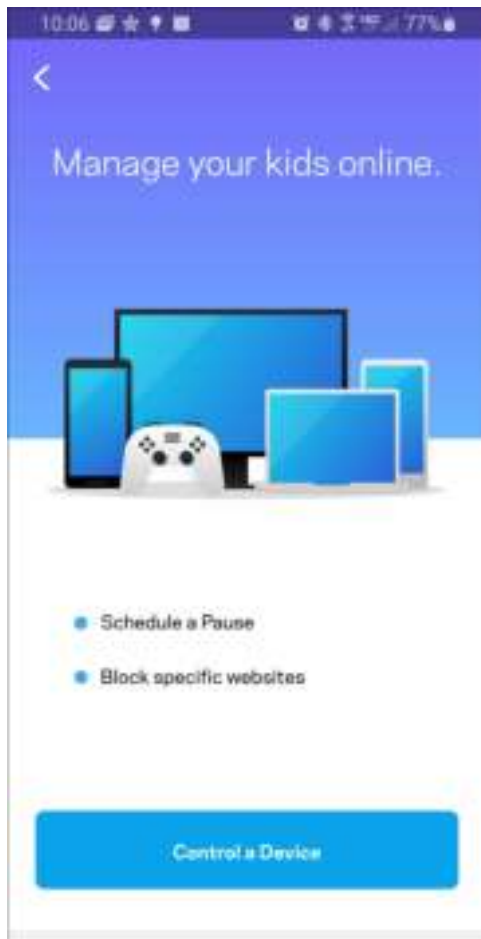 10:06
77%
Manage your kids online.
Schedule a Pause
Block specific websites
Control a Device